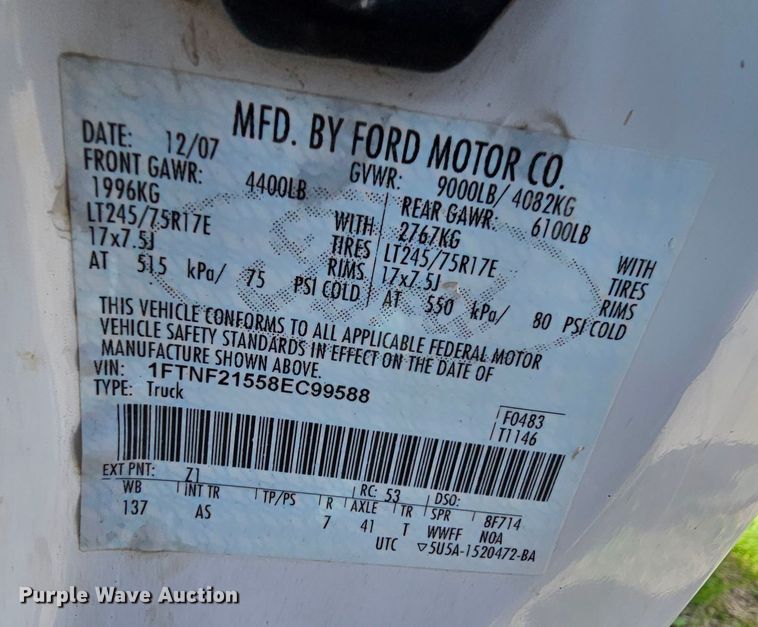 MFD. BY FORD MOTOR CO.
DATE: 12/07 GVWR: 9000LB/ 4082KG
FRONT GAWR: 4400LB REAR GAWR: 6100LB
1996KG WITH 2767KG WITH
LT245/75R17E TIRES LT245/75R17E TIRES
17x7.5J RIMS 17x7.5J RIMS
AT 515 kPa/ 75 PSI COLD AT 550 kPa/ 80 PSI COLD
THIS VEHICLE CONFORMS TO ALL APPLICABLE FEDERAL MOTOR
VEHICLE SAFETY STANDARDS IN EFFECT ON THE DATE OF
MANUFACTURE SHOWN ABOVE.
VIN: 1FTNF21558EC99588
TYPE: Truck
F0483
T1146
EXT PNT: Z1 RC: 53 DSO:
WB INT TR TP/PS R AXLE TR SPR 8F714
137 AS 7 41 T WWFF NOA
UTC ▽5U5A-1520472-BA
Purple Wave Auction